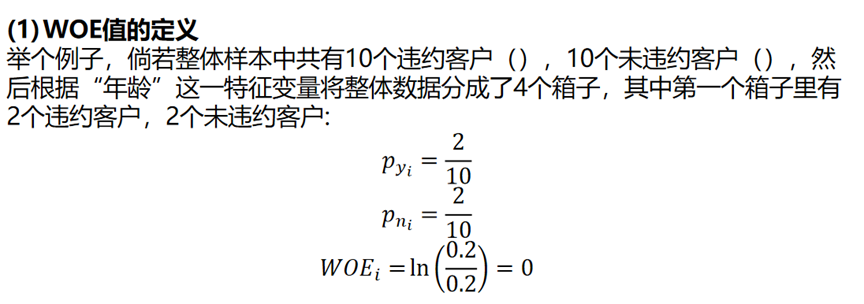 (1)WOE值的定义
举个例子，倘若整体样本中共有10个违约客户（），10个未违约客户（），然
后根据“年龄”这一特征变量将整体数据分成了4个箱子，其中第一个箱子里有
2个违约客户，2个未违约客户:
p_{y_i} = \frac{2}{10}
p_{n_i} = \frac{2}{10}
WOE_i = \ln\left(\frac{0.2}{0.2}\right) = 0